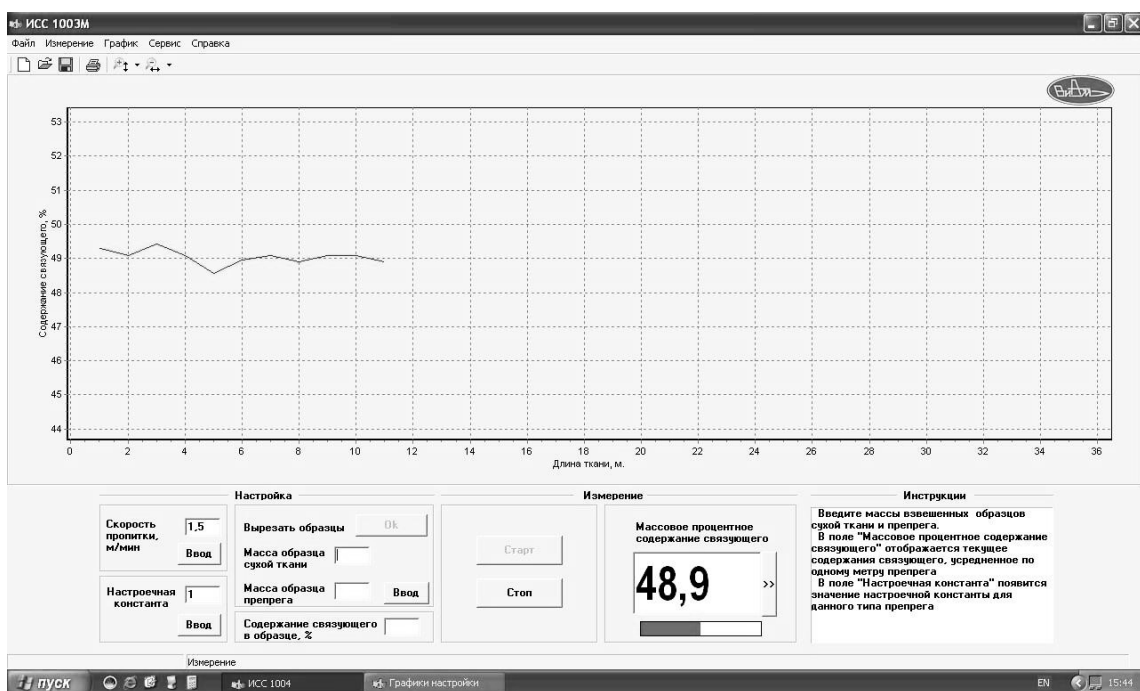 ИСС 1003М
Файл Измерение График Сервис Справка
ВиДя
Содержание связующего, %
53
52
51
50
49
48
47
46
45
44
0 2 4 6 8 10 12 14 16 18 20 22 24 26 28 30 32 34 36
Длина ткани, м.
Настройка
Скорость
пропитки,
м/мин
1,5
Ввод
Настроечная
константа
1
Ввод
Вырезать образцы
Ok
Масса образца
сухой ткани
Масса образца
препрега
Ввод
Содержание связующего
в образце, %
Измерение
Старт
Стоп
Массовое процентное
содержание связующего
48,9
>>
Инструкции
Введите массы взвешенных образцов
сухой ткани и препрега.
В поле "Массовое процентное содержание
связующего" отображается текущее
содержания связующего, усредненное по
одному метру препрега
В поле "Настроечная константа" появится
значение настроечной константы для
данного типа препрега
Измерение
пуск
ИСС 1004
Графики настройки
EN
15:44